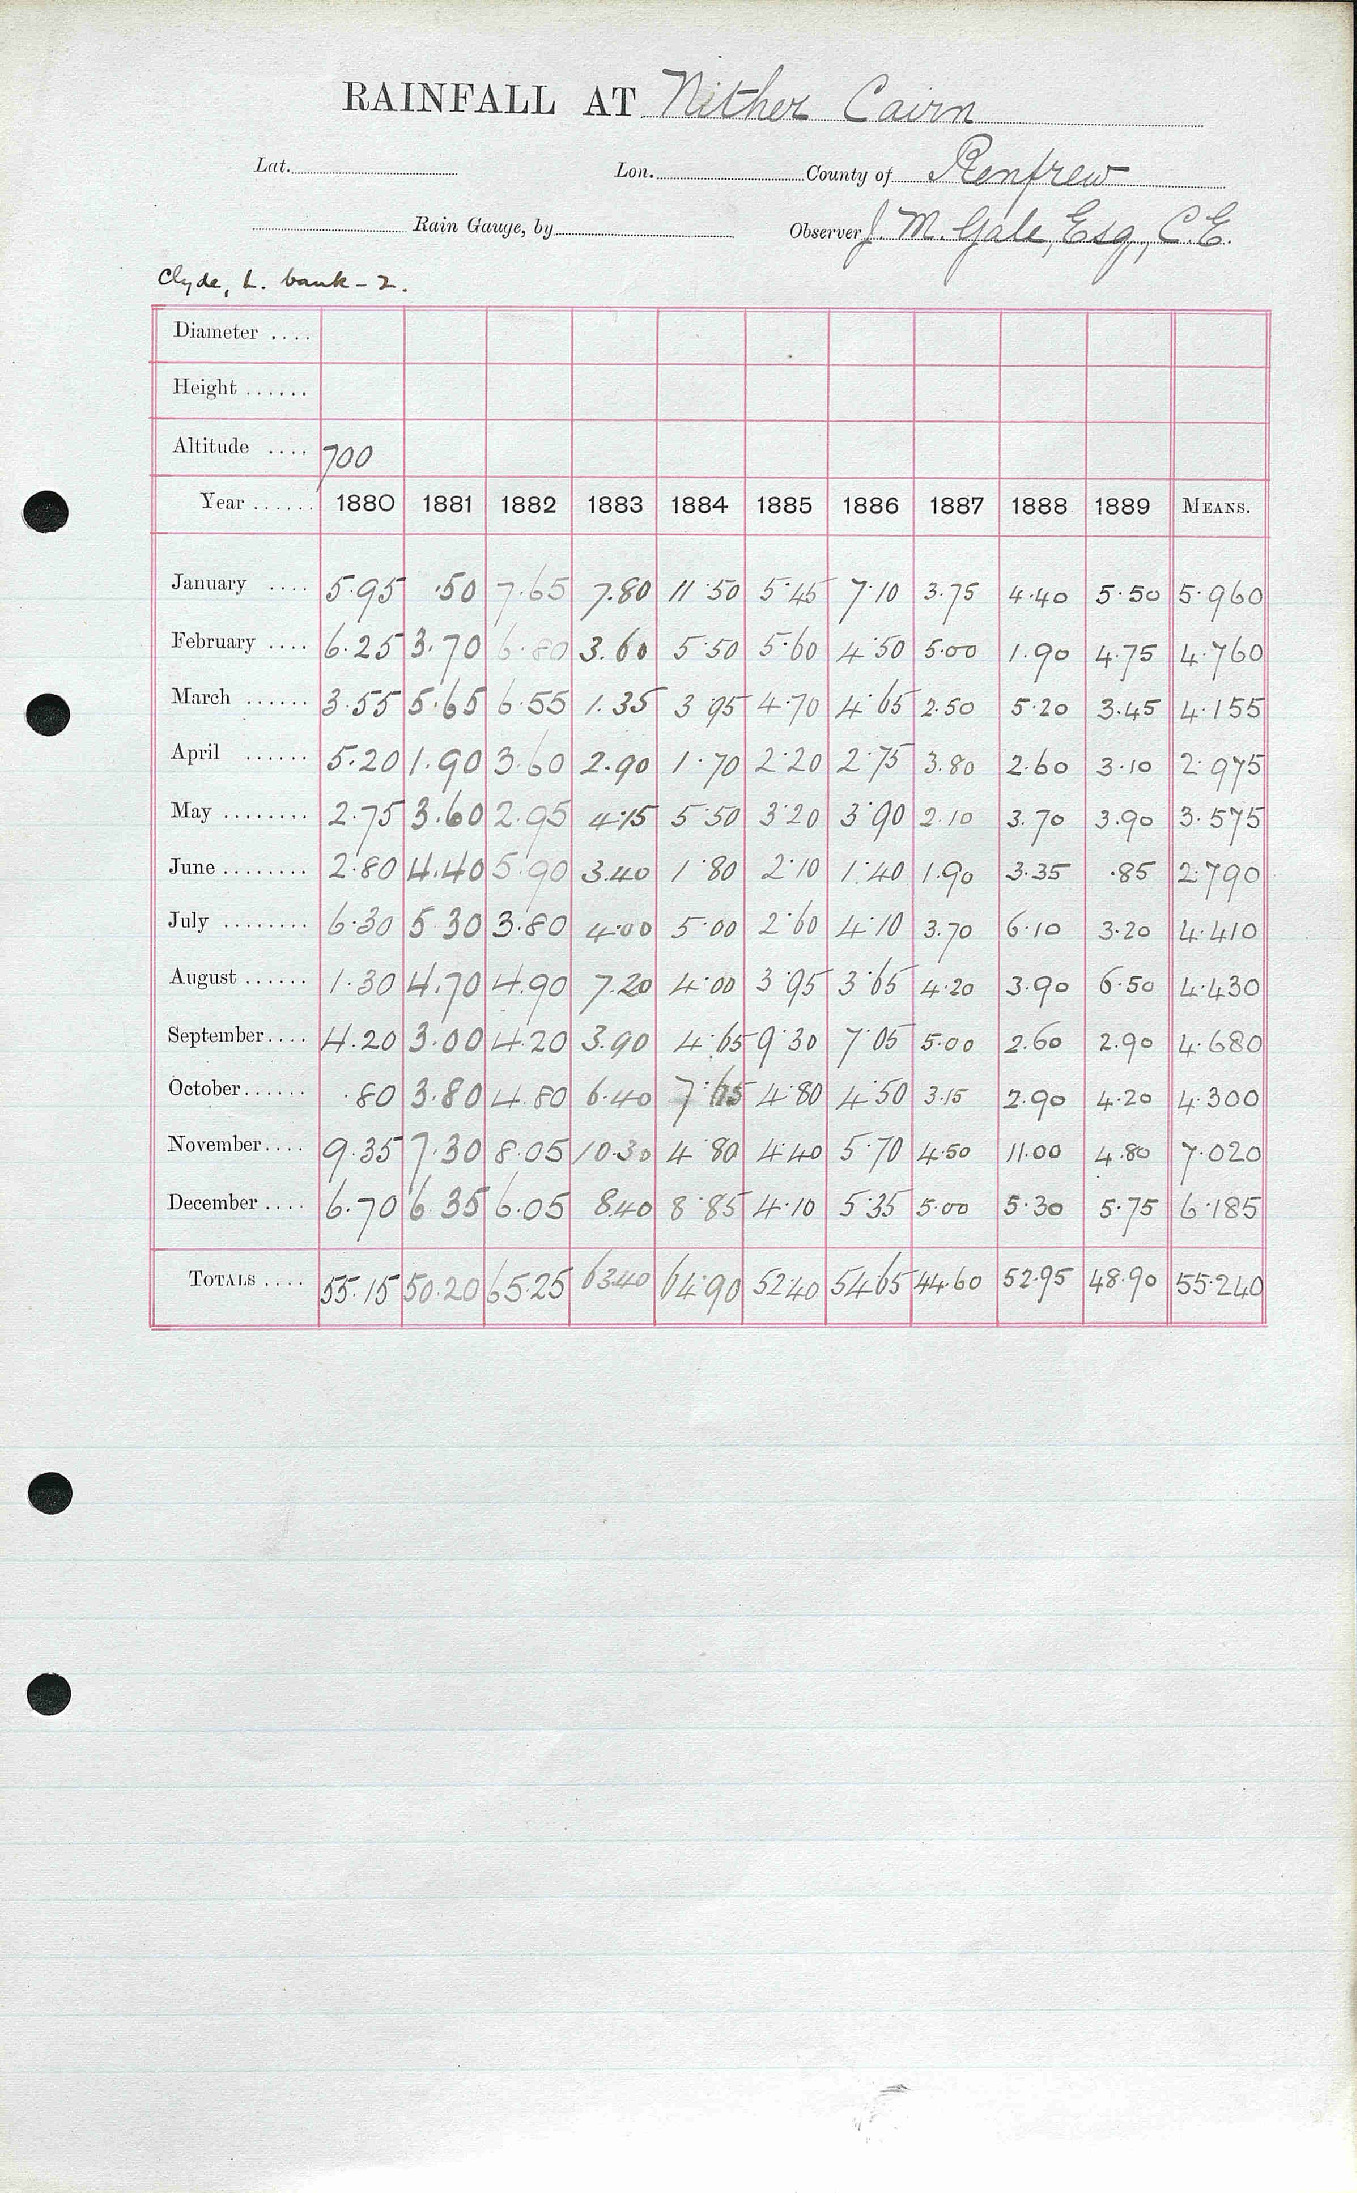 RAINFALL AT Nither Cairn
Lat. Lon. County of Renfrew
Rain Gauge, by Observer J. M. Gale, Esq, C.E.
Clyde, L. bank - 2.
Diameter ....
Height ......
Altitude .... 700
Year ...... 1880 1881 1882 1883 1884 1885 1886 1887 1888 1889 MEANS.
January .... 5.95 .50 7.65 7.80 11.50 5.45 7.10 3.75 4.40 5.50 5.960
February .... 6.25 3.70 6.80 3.60 5.50 5.60 4.50 5.00 1.90 4.75 4.760
March ...... 3.55 5.65 6.55 1.35 3.95 4.70 4.65 2.50 5.20 3.45 4.155
April ...... 5.20 1.90 3.60 2.90 1.70 2.20 2.75 3.80 2.60 3.10 2.975
May ........ 2.75 3.60 2.95 4.15 5.50 3.20 3.90 2.10 3.70 3.90 3.575
June ........ 2.80 4.40 5.90 3.40 1.80 2.10 1.40 1.90 3.35 .85 2.790
July ........ 6.30 5.30 3.80 4.00 5.00 2.60 4.10 3.70 6.10 3.20 4.410
August ...... 1.30 4.70 4.90 7.20 4.00 3.95 3.65 4.20 3.90 6.50 4.430
September .... 4.20 3.00 4.20 3.90 4.65 9.30 7.05 5.00 2.60 2.90 4.680
October ...... .80 3.80 4.80 6.40 7.65 4.80 4.50 3.15 2.90 4.20 4.300
November .... 9.35 7.30 8.05 10.30 4.80 4.40 5.70 4.50 11.00 4.80 7.020
December .... 6.70 6.35 6.05 8.40 8.85 4.10 5.35 5.00 5.30 5.75 6.185
TOTALS .... 55.15 50.20 65.25 63.40 64.90 52.40 54.65 44.60 52.95 48.90 55.240